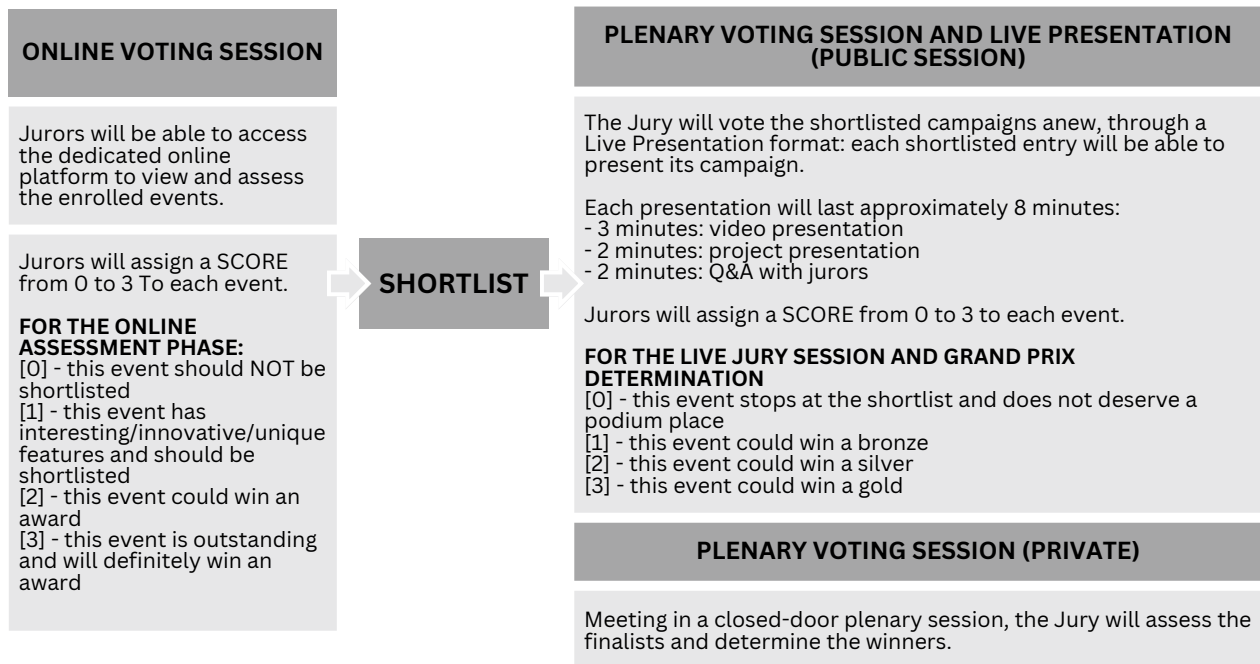 ONLINE VOTING SESSION
Jurors will be able to access
the dedicated online
platform to view and assess
the enrolled events.
Jurors will assign a SCORE
from 0 to 3 To each event.
FOR THE ONLINE
ASSESSMENT PHASE:
[0] - this event should NOT be
shortlisted
[1] - this event has
interesting/innovative/unique
features and should be
shortlisted
[2] - this event could win an
award
[3] - this event is outstanding
and will definitely win an
award
SHORTLIST
PLENARY VOTING SESSION AND LIVE PRESENTATION
(PUBLIC SESSION)
The Jury will vote the shortlisted campaigns anew, through a
Live Presentation format: each shortlisted entry will be able to
present its campaign.
Each presentation will last approximately 8 minutes:
- 3 minutes: video presentation
- 2 minutes: project presentation
- 2 minutes: Q&A with jurors
Jurors will assign a SCORE from 0 to 3 to each event.
FOR THE LIVE JURY SESSION AND GRAND PRIX
DETERMINATION
[0] - this event stops at the shortlist and does not deserve a
podium place
[1] - this event could win a bronze
[2] - this event could win a silver
[3] - this event could win a gold
PLENARY VOTING SESSION (PRIVATE)
Meeting in a closed-door plenary session, the Jury will assess the
finalists and determine the winners.